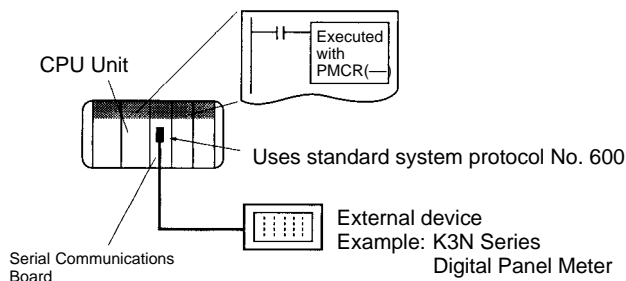 Executed
with
PMCR(—)
CPU Unit
Uses standard system protocol No. 600
External device
Example: K3N Series
Digital Panel Meter
Serial Communications
Board